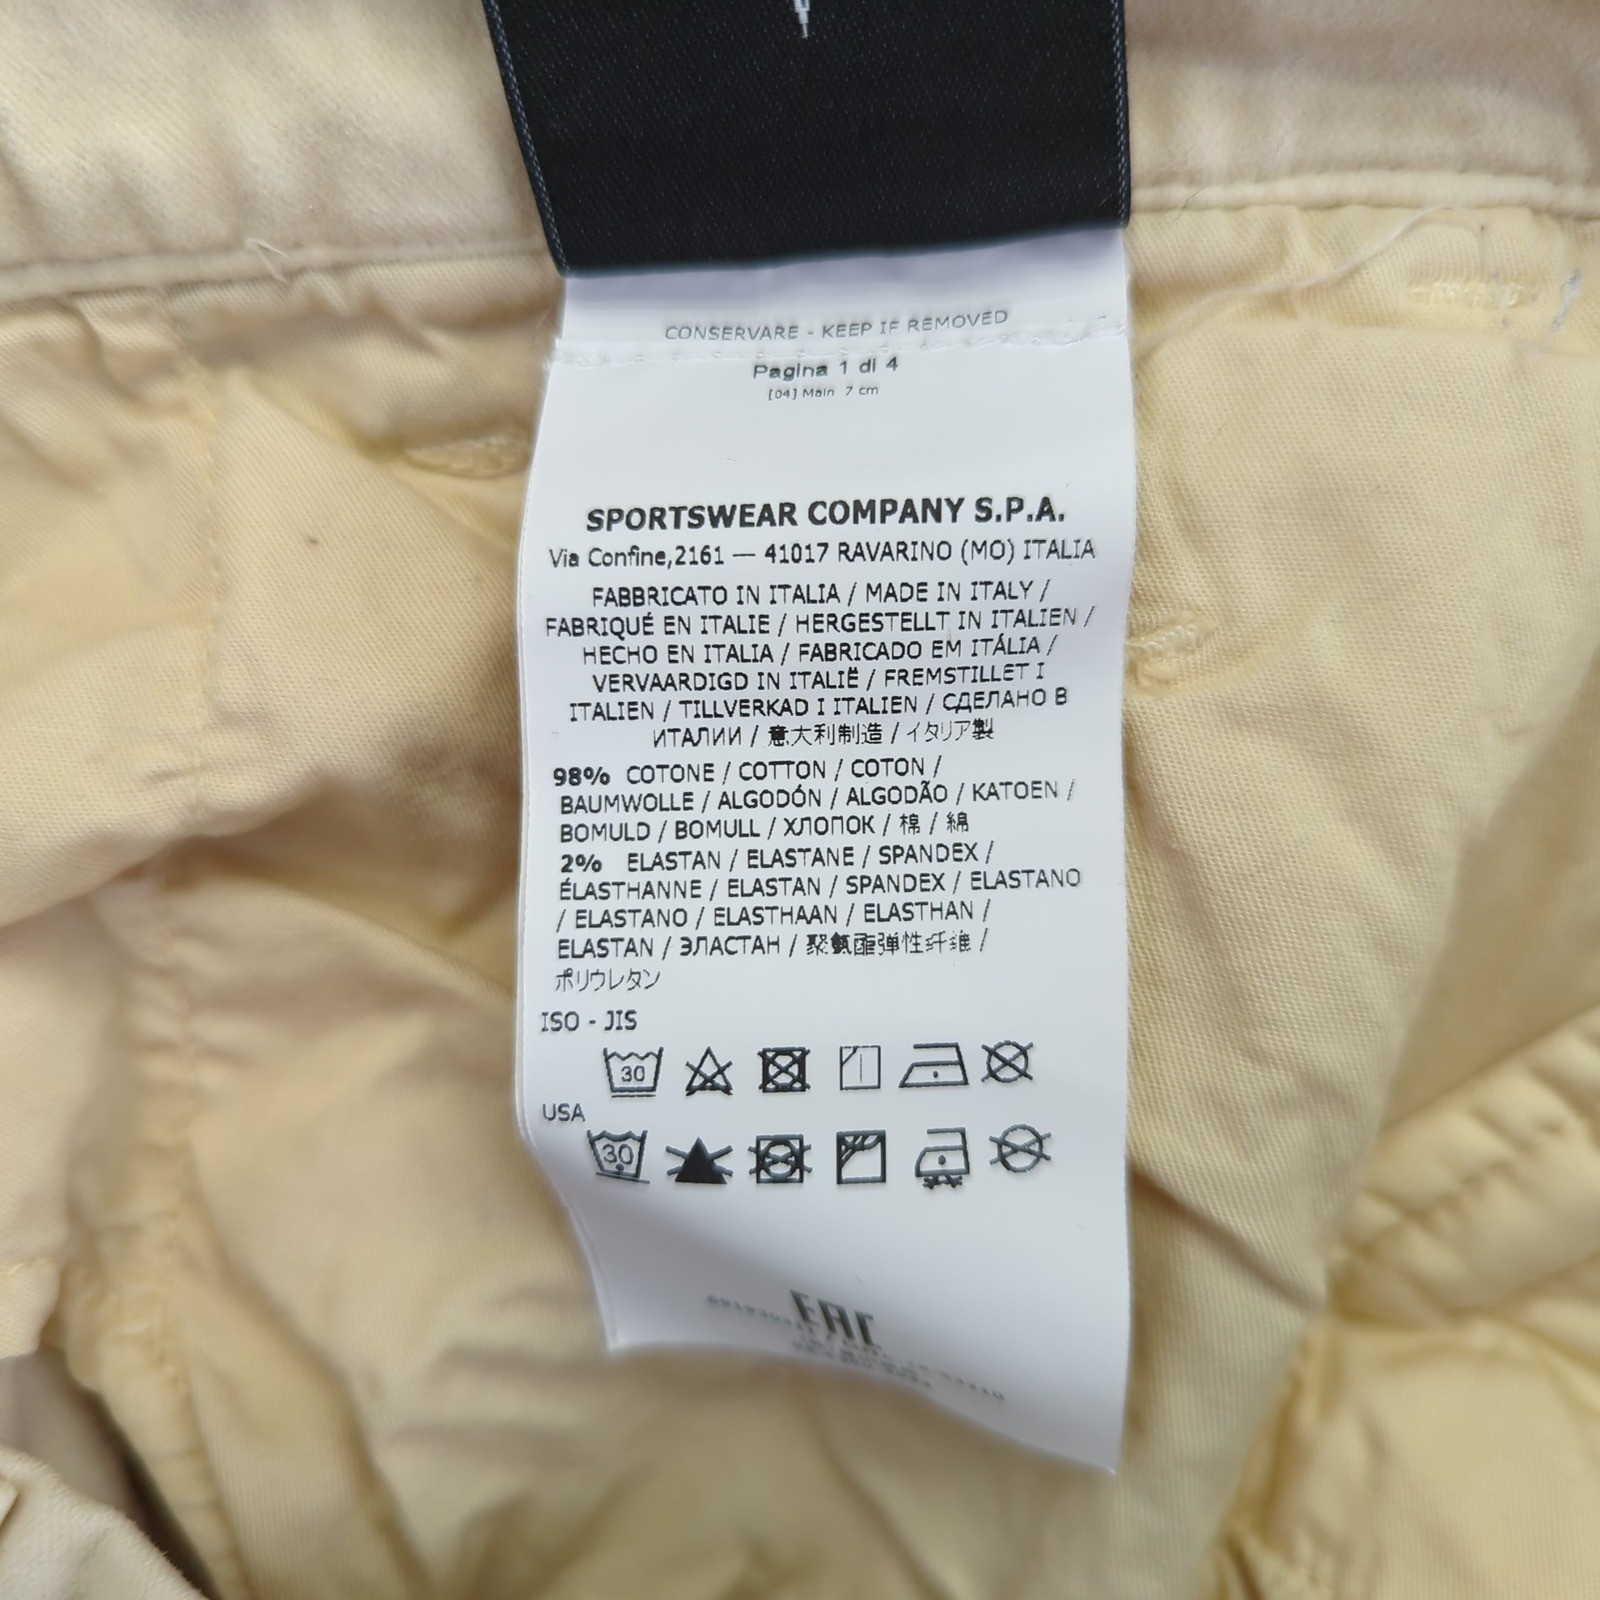 CONSERVARE - KEEP IF REMOVED
Pagina 1 di 4
[04] Main 7 cm
SPORTSWEAR COMPANY S.P.A.
Via Confine,2161 — 41017 RAVARINO (MO) ITALIA
FABBRICATO IN ITALIA / MADE IN ITALY /
FABRIQUÉ EN ITALIE / HERGESTELLT IN ITALIEN /
HECHO EN ITALIA / FABRICADO EM ITÁLIA /
VERVAARDIGD IN ITALIË / FREMSTILLET I
ITALIEN / TILLVERKAD I ITALIEN / СДЕЛАНО В
ИТАЛИИ / 意大利制造 / イタリア製
98% COTONE / COTTON / COTON /
BAUMWOLLE / ALGODÓN / ALGODÃO / KATOEN /
BOMULD / BOMULL / ХЛОПОК / 棉 / 綿
2% ELASTAN / ELASTANE / SPANDEX /
ÉLASTHANNE / ELASTAN / SPANDEX / ELASTANO
/ ELASTANO / ELASTHAAN / ELASTHAN /
ELASTAN / ЭЛАСТАН / 聚氨酯弹性纤维 /
ポリウレタン
ISO - JIS
30
USA
30
EAC